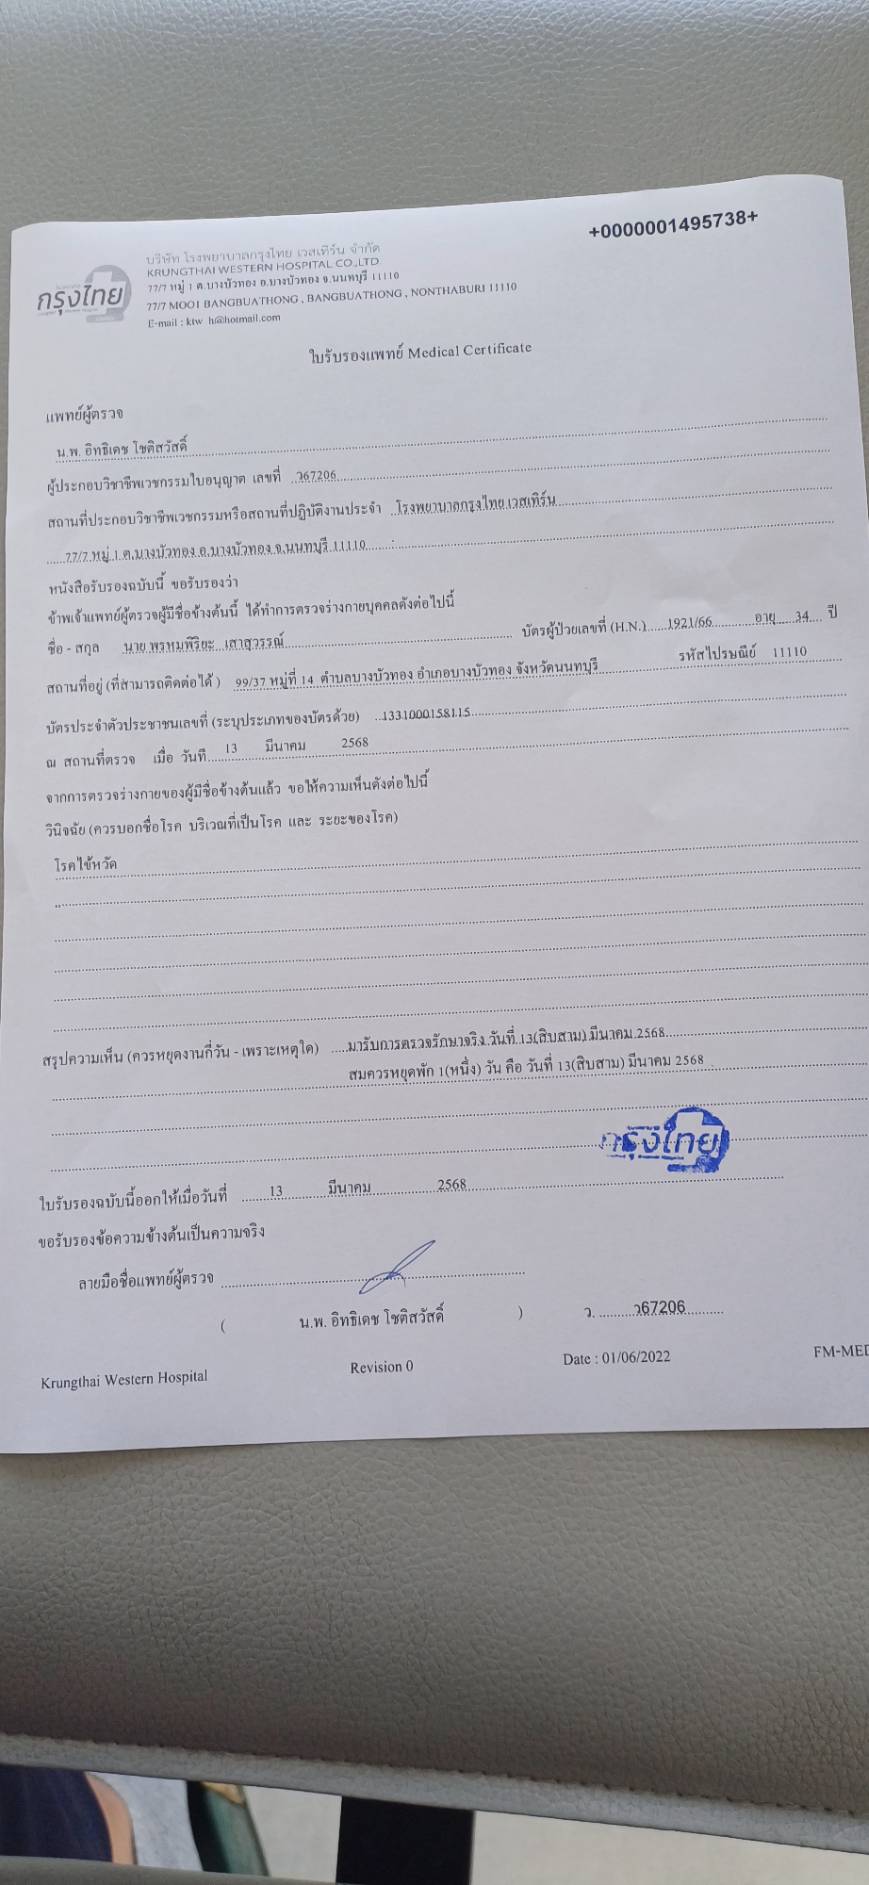 +0000001495738+
กรุงไทย
บริษัท โรงพยาบาลกรุงไทย เวสเทิร์น จำกัด
KRUNGTHAI WESTERN HOSPITAL CO.,LTD
77/7 หมู่ 1 ต.บางบัวทอง อ.บางบัวทอง จ.นนทบุรี 11110
77/7 MOO1 BANGBUATHONG , BANGBUATHONG , NONTHABURI 11110
E-mail : ktw_h@hotmail.com
ใบรับรองแพทย์ Medical Certificate
แพทย์ผู้ตรวจ
น.พ. อิทธิเดช โชติสวัสดิ์
ผู้ประกอบวิชาชีพเวชกรรมใบอนุญาต เลขที่ ว67206
สถานที่ประกอบวิชาชีพเวชกรรมหรือสถานที่ปฏิบัติงานประจำ โรงพยาบาลกรุงไทย เวสเทิร์น
77/7 หมู่ 1 ต.บางบัวทอง อ.บางบัวทอง จ.นนทบุรี 11110
หนังสือรับรองฉบับนี้ ขอรับรองว่า
ข้าพเจ้าแพทย์ผู้ตรวจผู้มีชื่อข้างต้นนี้ ได้ทำการตรวจร่างกายบุคคลดังต่อไปนี้
ชื่อ - สกุล นาย พรหมพิริยะ เสาสุวรรณ์ บัตรผู้ป่วยเลขที่ (H.N.) 1921/66 อายุ 34 ปี
สถานที่อยู่ (ที่สามารถติดต่อได้ ) 99/37 หมู่ที่ 14 ตำบลบางบัวทอง อำเภอบางบัวทอง จังหวัดนนทบุรี รหัสไปรษณีย์ 11110
บัตรประจำตัวประชาชนเลขที่ (ระบุประเภทของบัตรด้วย) 1331000158115
ณ สถานที่ตรวจ เมื่อ วันที่ 13 มีนาคม 2568
จากการตรวจร่างกายของผู้มีชื่อข้างต้นแล้ว ขอให้ความเห็นดังต่อไปนี้
วินิจฉัย (ควรบอกชื่อโรค บริเวณที่เป็นโรค และ ระยะของโรค)
โรคไข้หวัด
สรุปความเห็น (ควรหยุดงานกี่วัน - เพราะเหตุใด) มารับการตรวจรักษาจริง วันที่ 13(สิบสาม) มีนาคม 2568
สมควรหยุดพัก 1(หนึ่ง) วัน คือ วันที่ 13(สิบสาม) มีนาคม 2568
กรุงไทย
ใบรับรองฉบับนี้ออกให้เมื่อวันที่ 13 มีนาคม 2568
ขอรับรองข้อความข้างต้นเป็นความจริง
ลายมือชื่อแพทย์ผู้ตรวจ
( น.พ. อิทธิเดช โชติสวัสดิ์ ) ว. ว67206
Krungthai Western Hospital Revision 0 Date : 01/06/2022 FM-MED